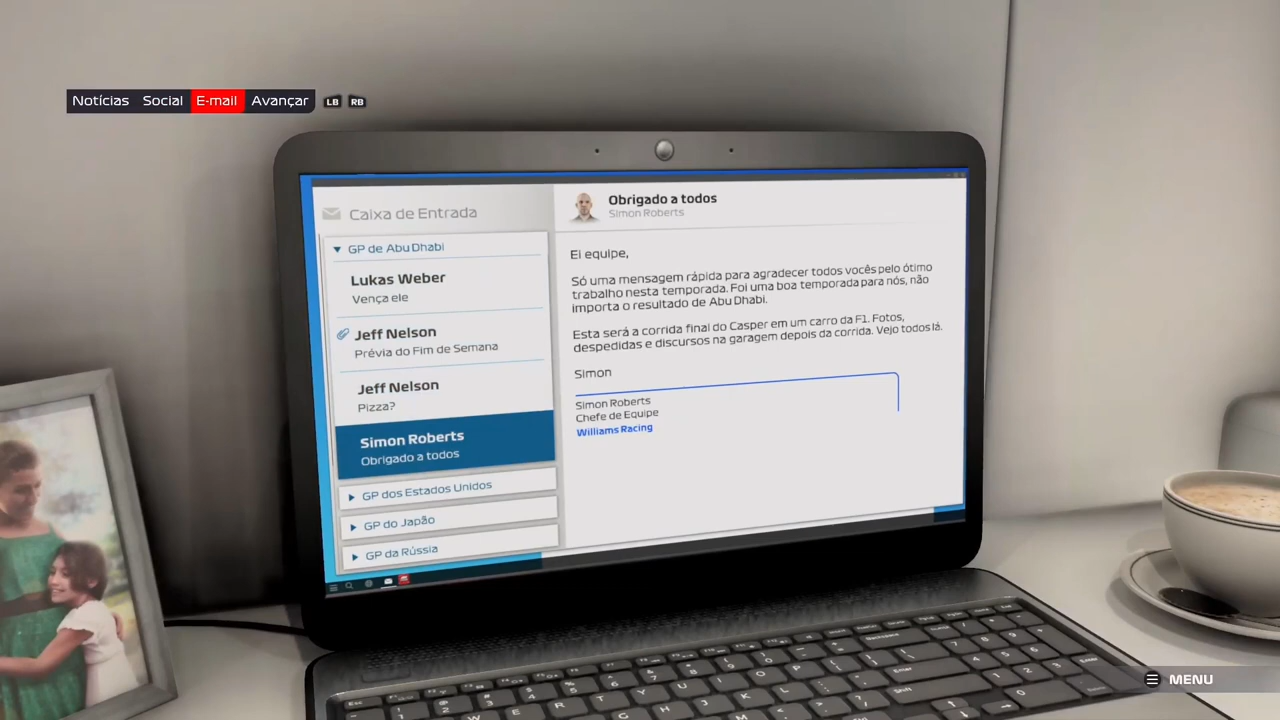 Notícias Social E-mail Avançar LB RB
Caixa de Entrada
GP de Abu Dhabi
Lukas Weber
Vença ele
Jeff Nelson
Prévia do Fim de Semana
Jeff Nelson
Pizza?
Simon Roberts
Obrigado a todos
GP dos Estados Unidos
GP do Japão
GP da Rússia
Obrigado a todos
Simon Roberts
Ei equipe,
Só uma mensagem rápida para agradecer todos vocês pelo ótimo
trabalho nesta temporada. Foi uma boa temporada para nós, não
importa o resultado de Abu Dhabi.
Esta será a corrida final do Casper em um carro da F1. Fotos,
despedidas e discursos na garagem depois da corrida. Vejo todos lá.
Simon
Simon Roberts
Chefe de Equipe
Williams Racing
MENU